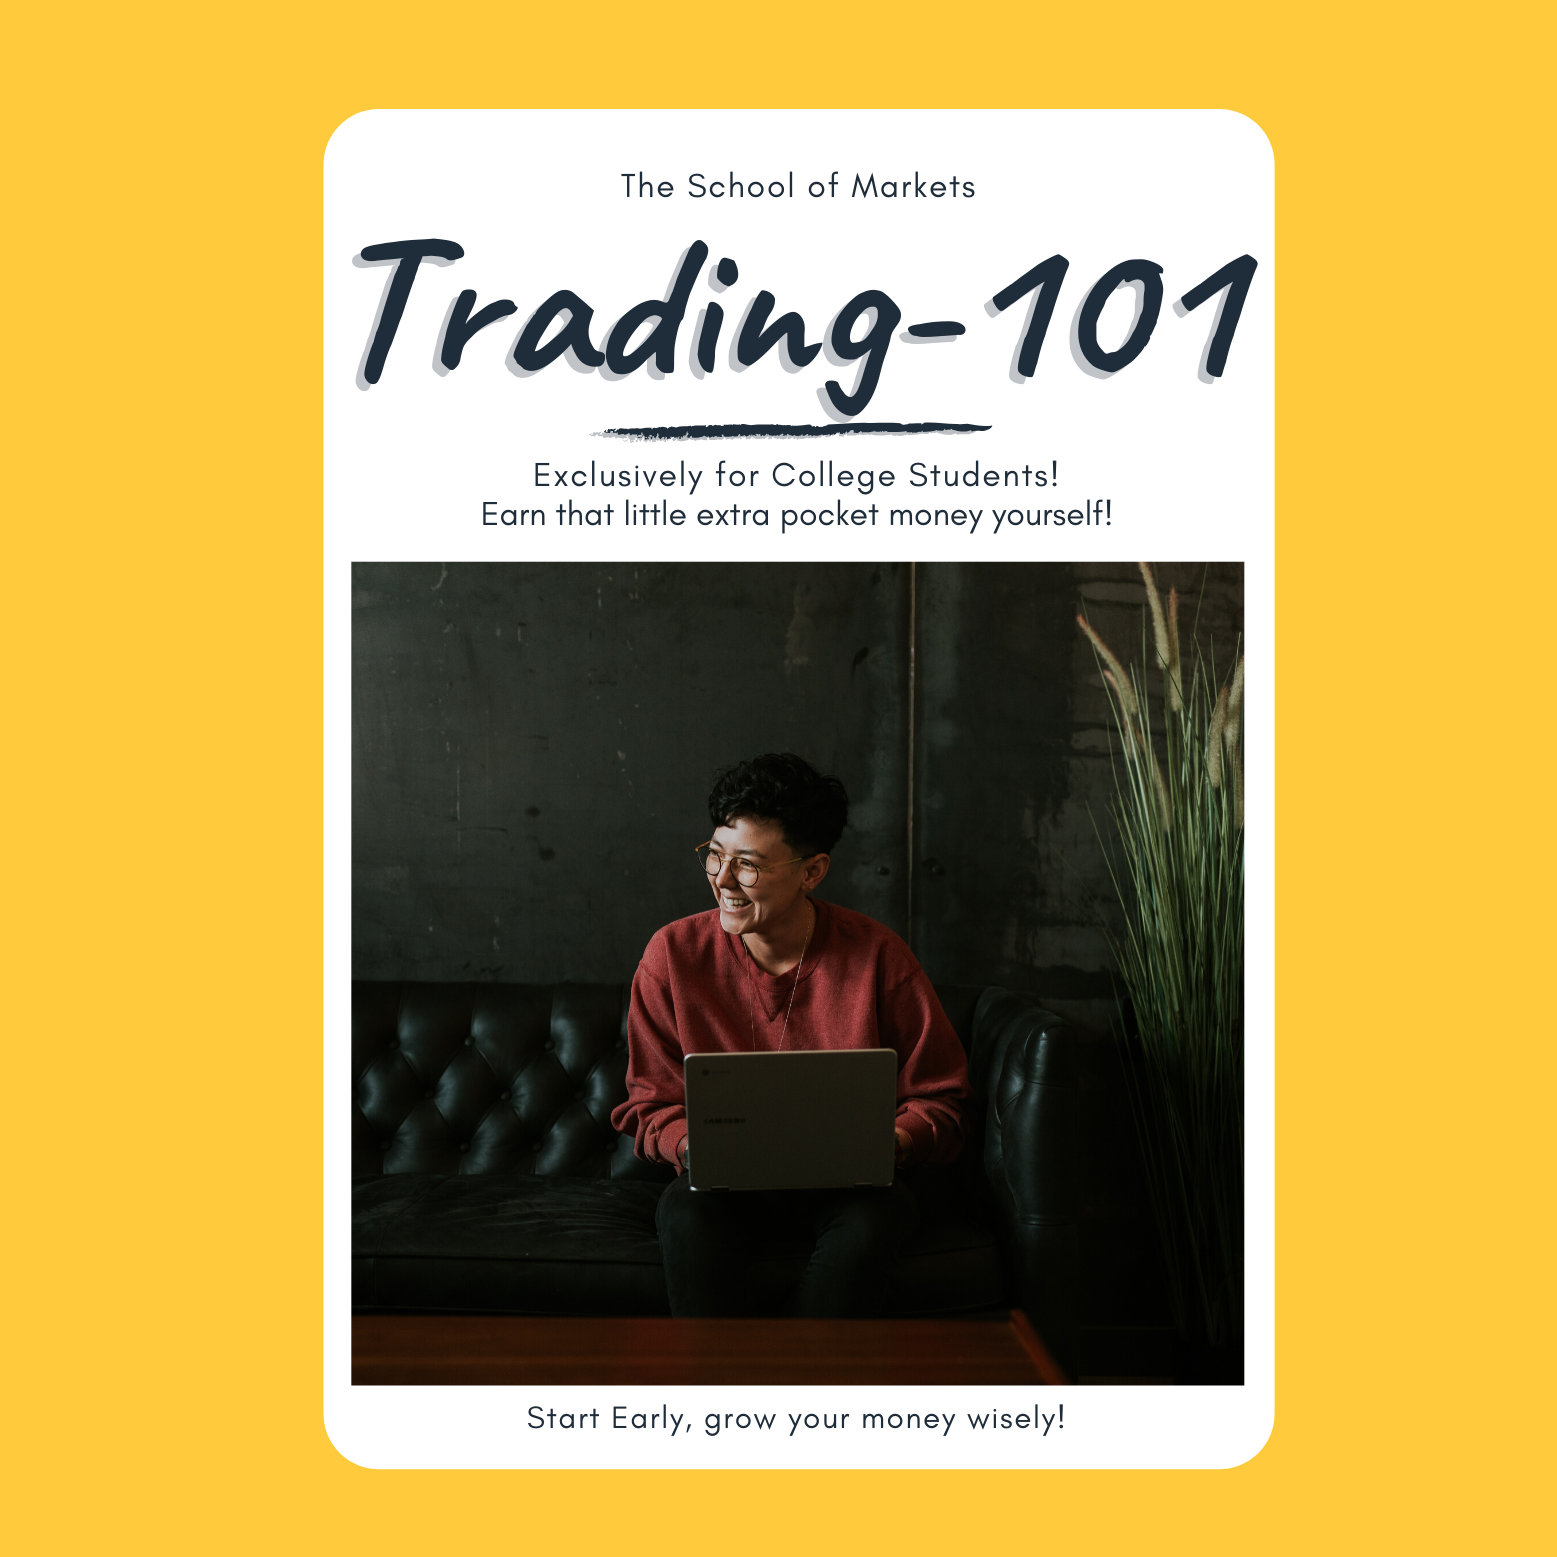 The School of Markets
Trading-101
Exclusively for College Students!
Earn that little extra pocket money yourself!
SAMSUNG
Start Early, grow your money wisely!